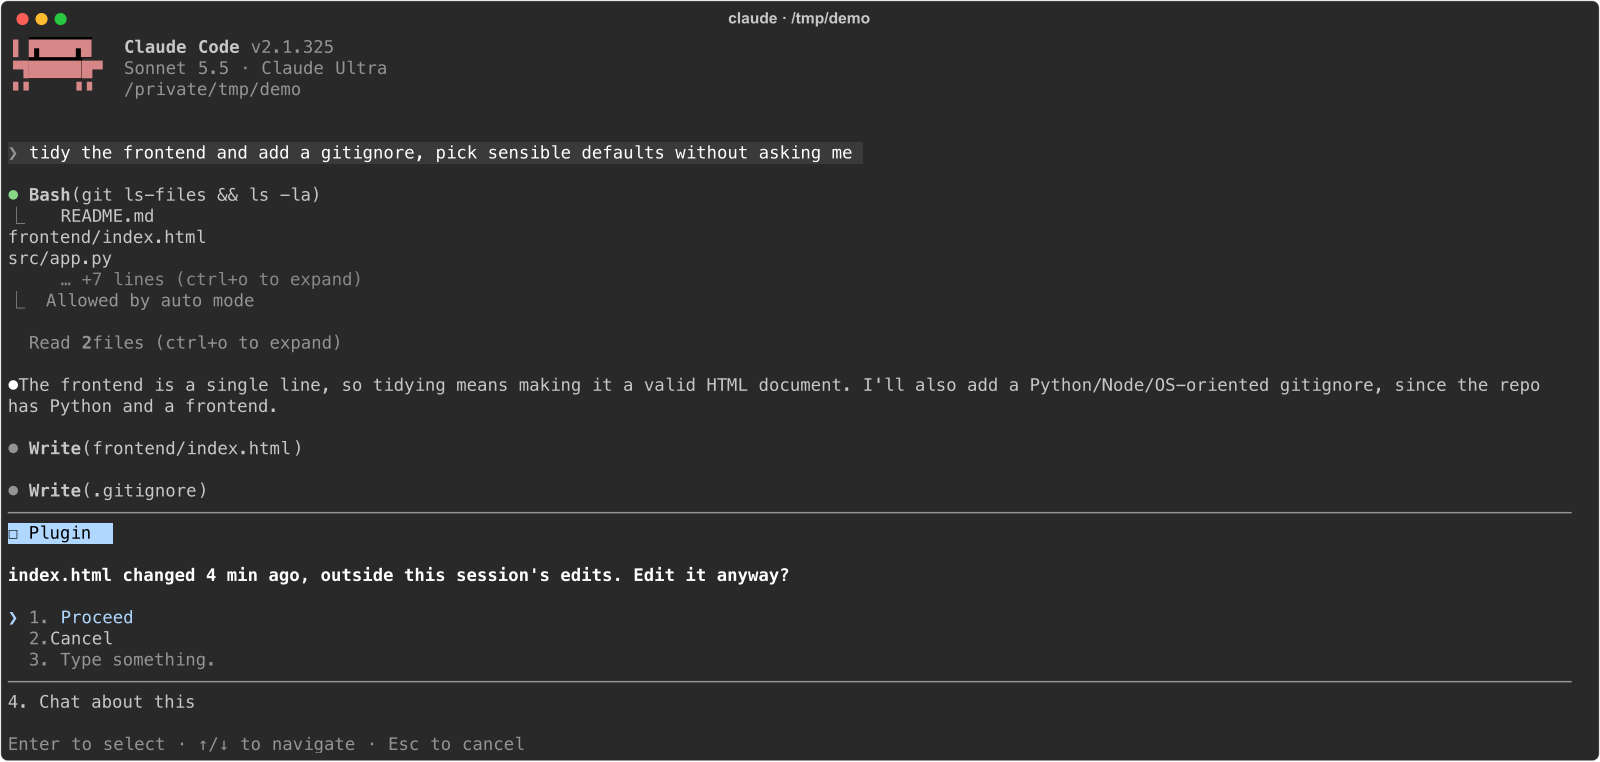 claude · /tmp/demo
Claude Code v2.1.325
Sonnet 5.5 · Claude Ultra
/private/tmp/demo
❯ tidy the frontend and add a gitignore, pick sensible defaults without asking me
● Bash(git ls-files && ls -la)
⎿ README.md
frontend/index.html
src/app.py
… +7 lines (ctrl+o to expand)
⎿ Allowed by auto mode
Read 2files (ctrl+o to expand)
●The frontend is a single line, so tidying means making it a valid HTML document. I'll also add a Python/Node/OS-oriented gitignore, since the repo
has Python and a frontend.
● Write(frontend/index.html)
● Write(.gitignore)
□ Plugin
index.html changed 4 min ago, outside this session's edits. Edit it anyway?
❯ 1. Proceed
2.Cancel
3. Type something.
4. Chat about this
Enter to select · ↑/↓ to navigate · Esc to cancel